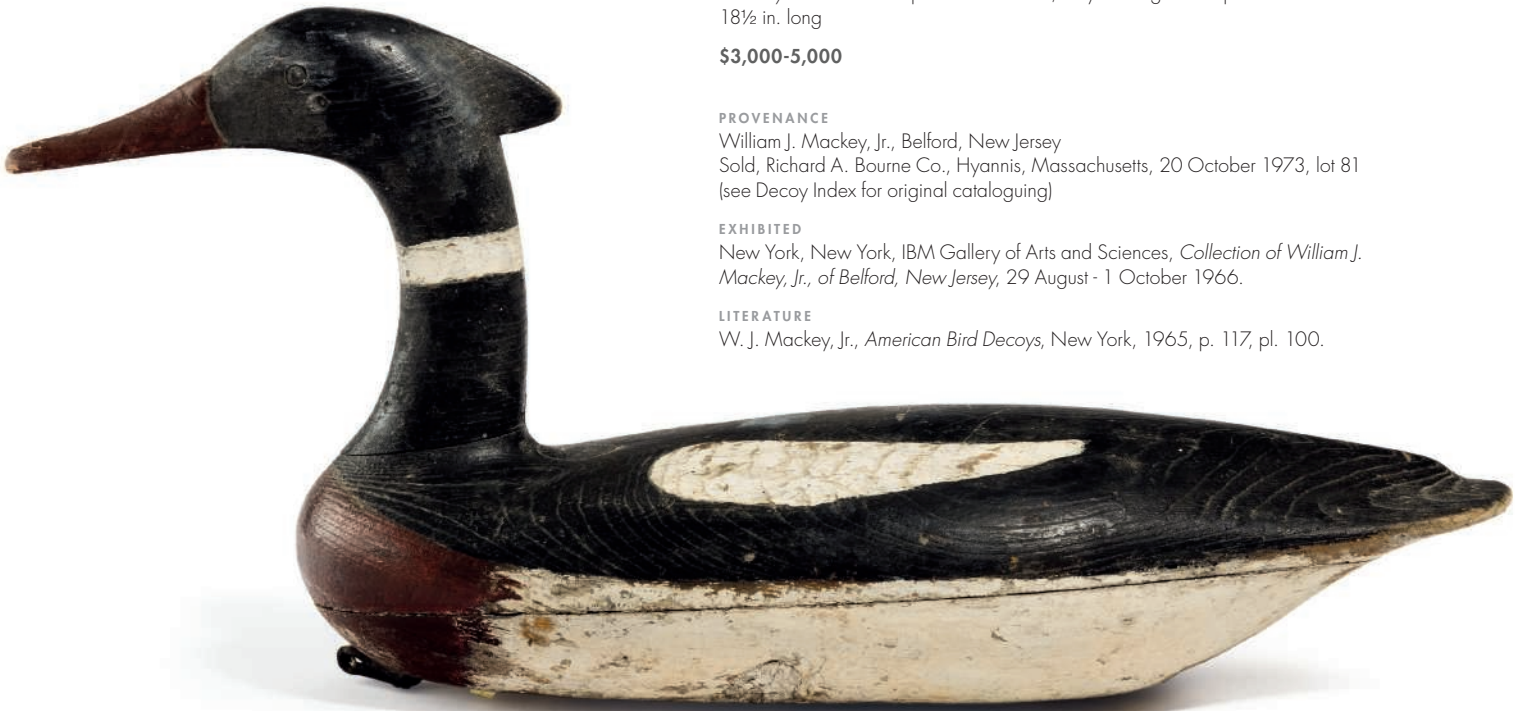 18½ in. long
$3,000-5,000
PROVENANCE
William J. Mackey, Jr., Belford, New Jersey
Sold, Richard A. Bourne Co., Hyannis, Massachusetts, 20 October 1973, lot 81
(see Decoy Index for original cataloguing)
EXHIBITED
New York, New York, IBM Gallery of Arts and Sciences, Collection of William J.
Mackey, Jr., of Belford, New Jersey, 29 August - 1 October 1966.
LITERATURE
W. J. Mackey, Jr., American Bird Decoys, New York, 1965, p. 117, pl. 100.